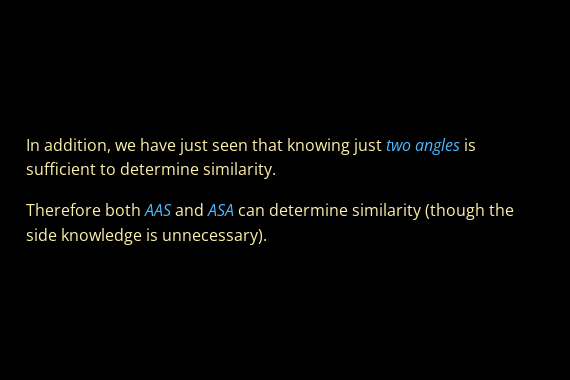 In addition, we have just seen that knowing just two angles is
sufficient to determine similarity.
Therefore both AAS and ASA can determine similarity (though the
side knowledge is unnecessary).